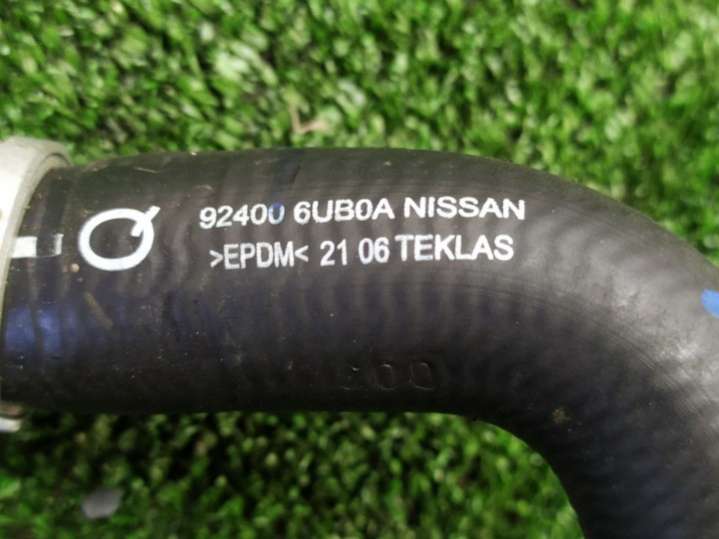 92400 6UB0A NISSAN
>EPDM< 21 06 TEKLAS